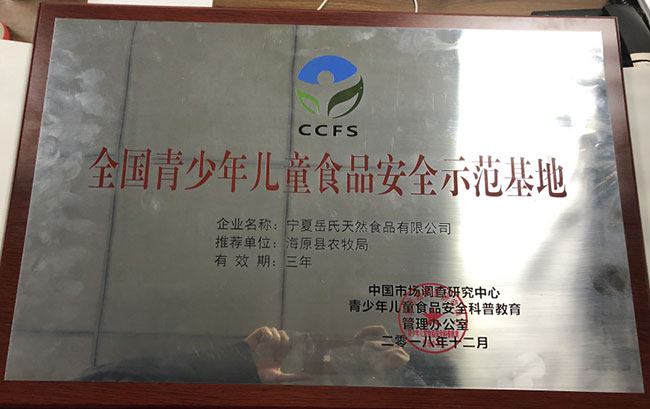 CCFS
全国青少年儿童食品安全示范基地
企业名称：宁夏岳氏天然食品有限公司
推荐单位：海原县农牧局
有 效 期：三年
中国市场调查研究中心
青少年儿童食品安全科普教育
管理办公室
二零一八年十二月